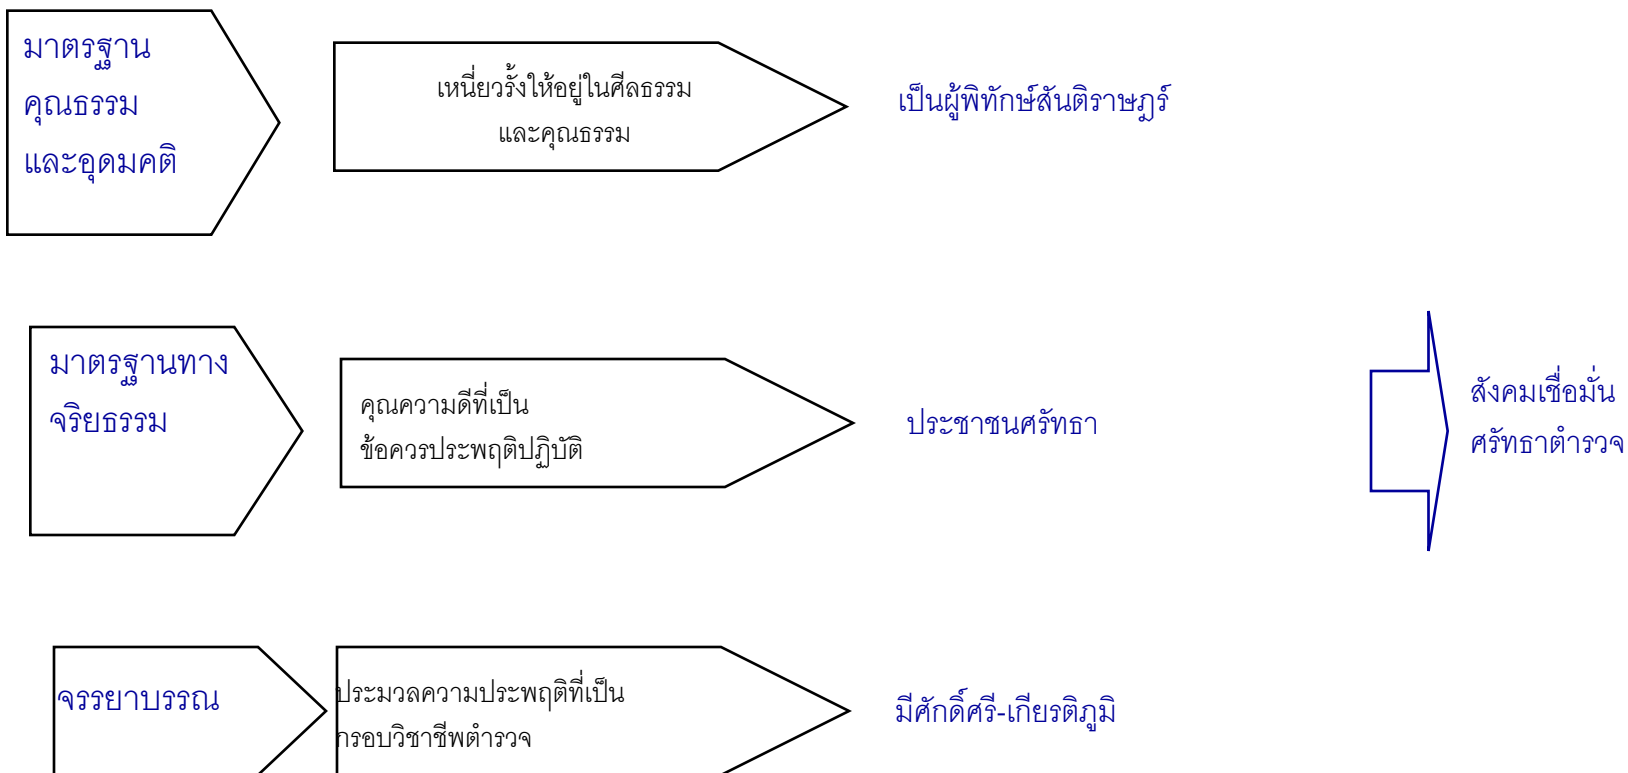 มาตรฐาน
คุณธรรม
และอุดมคติ
เหนี่ยวรั้งให้อยู่ในศีลธรรม
และคุณธรรม
เป็นผู้พิทักษ์สันติราษฎร์
มาตรฐานทาง
จริยธรรม
คุณความดีที่เป็น
ข้อควรประพฤติปฏิบัติ
ประชาชนศรัทธา
สังคมเชื่อมั่น
ศรัทธาตำรวจ
จรรยาบรรณ
ประมวลความประพฤติที่เป็น
กรอบวิชาชีพตำรวจ
มีศักดิ์ศรี-เกียรติภูมิ